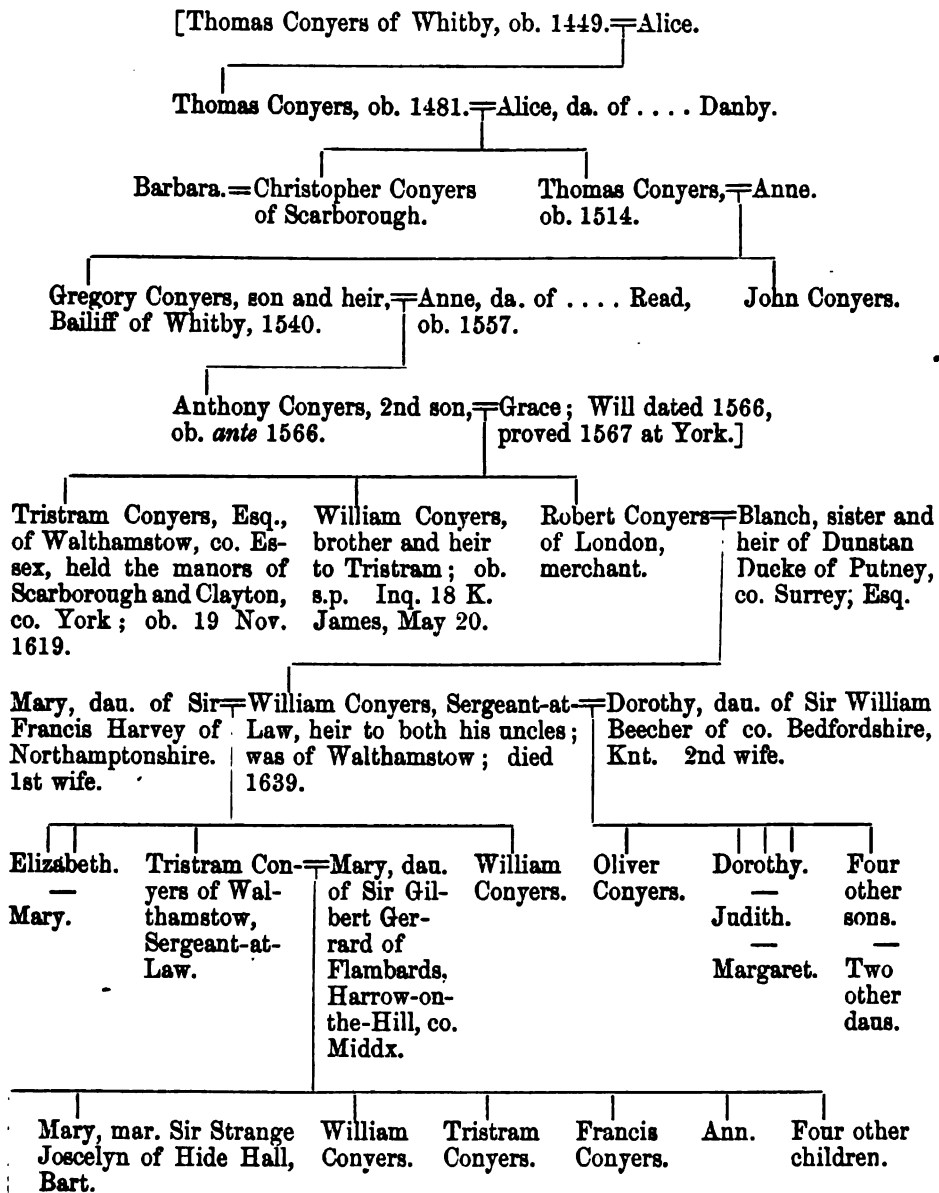 [Thomas Conyers of Whitby, ob. 1449.=Alice.
Thomas Conyers, ob. 1481.=Alice, da. of .... Danby.
Barbara.=Christopher Conyers
of Scarborough.
Thomas Conyers,=Anne.
ob. 1514.
Gregory Conyers, son and heir,=Anne, da. of .... Read,
Bailiff of Whitby, 1540.
ob. 1557.
John Conyers.
Anthony Conyers, 2nd son,=Grace; Will dated 1566,
ob. ante 1566.
proved 1567 at York.]
Tristram Conyers, Esq.,
of Walthamstow, co. Es-
sex, held the manors of
Scarborough and Clayton,
co. York; ob. 19 Nov.
1619.
William Conyers,
brother and heir
to Tristram; ob.
s.p. Inq. 18 K.
James, May 20.
Robert Conyers=
of London,
merchant.
Blanch, sister and
heir of Dunstan
Ducke of Putney,
co. Surrey, Esq.
Mary, dau. of Sir=
Francis Harvey of
Northamptonshire.
1st wife.
William Conyers, Sergeant-at-=
Law, heir to both his uncles;
was of Walthamstow; died
1639.
Dorothy, dau. of Sir William
Beecher of co. Bedfordshire,
Knt. 2nd wife.
Elizabeth.
—
Mary.
Tristram Con-=
yers of Wal-
thamstow,
Sergeant-at-
Law.
Mary, dau.
of Sir Gil-
bert Ger-
rard of
Flambards,
Harrow-on-
the-Hill, co.
Middx.
William
Conyers.
Oliver
Conyers.
Dorothy.
—
Judith.
—
Margaret.
Four
other
sons.
—
Two
other
daus.
Mary, mar. Sir Strange
Joscelyn of Hide Hall,
Bart.
William
Conyers.
Tristram
Conyers.
Francis
Conyers.
Ann.
Four other
children.